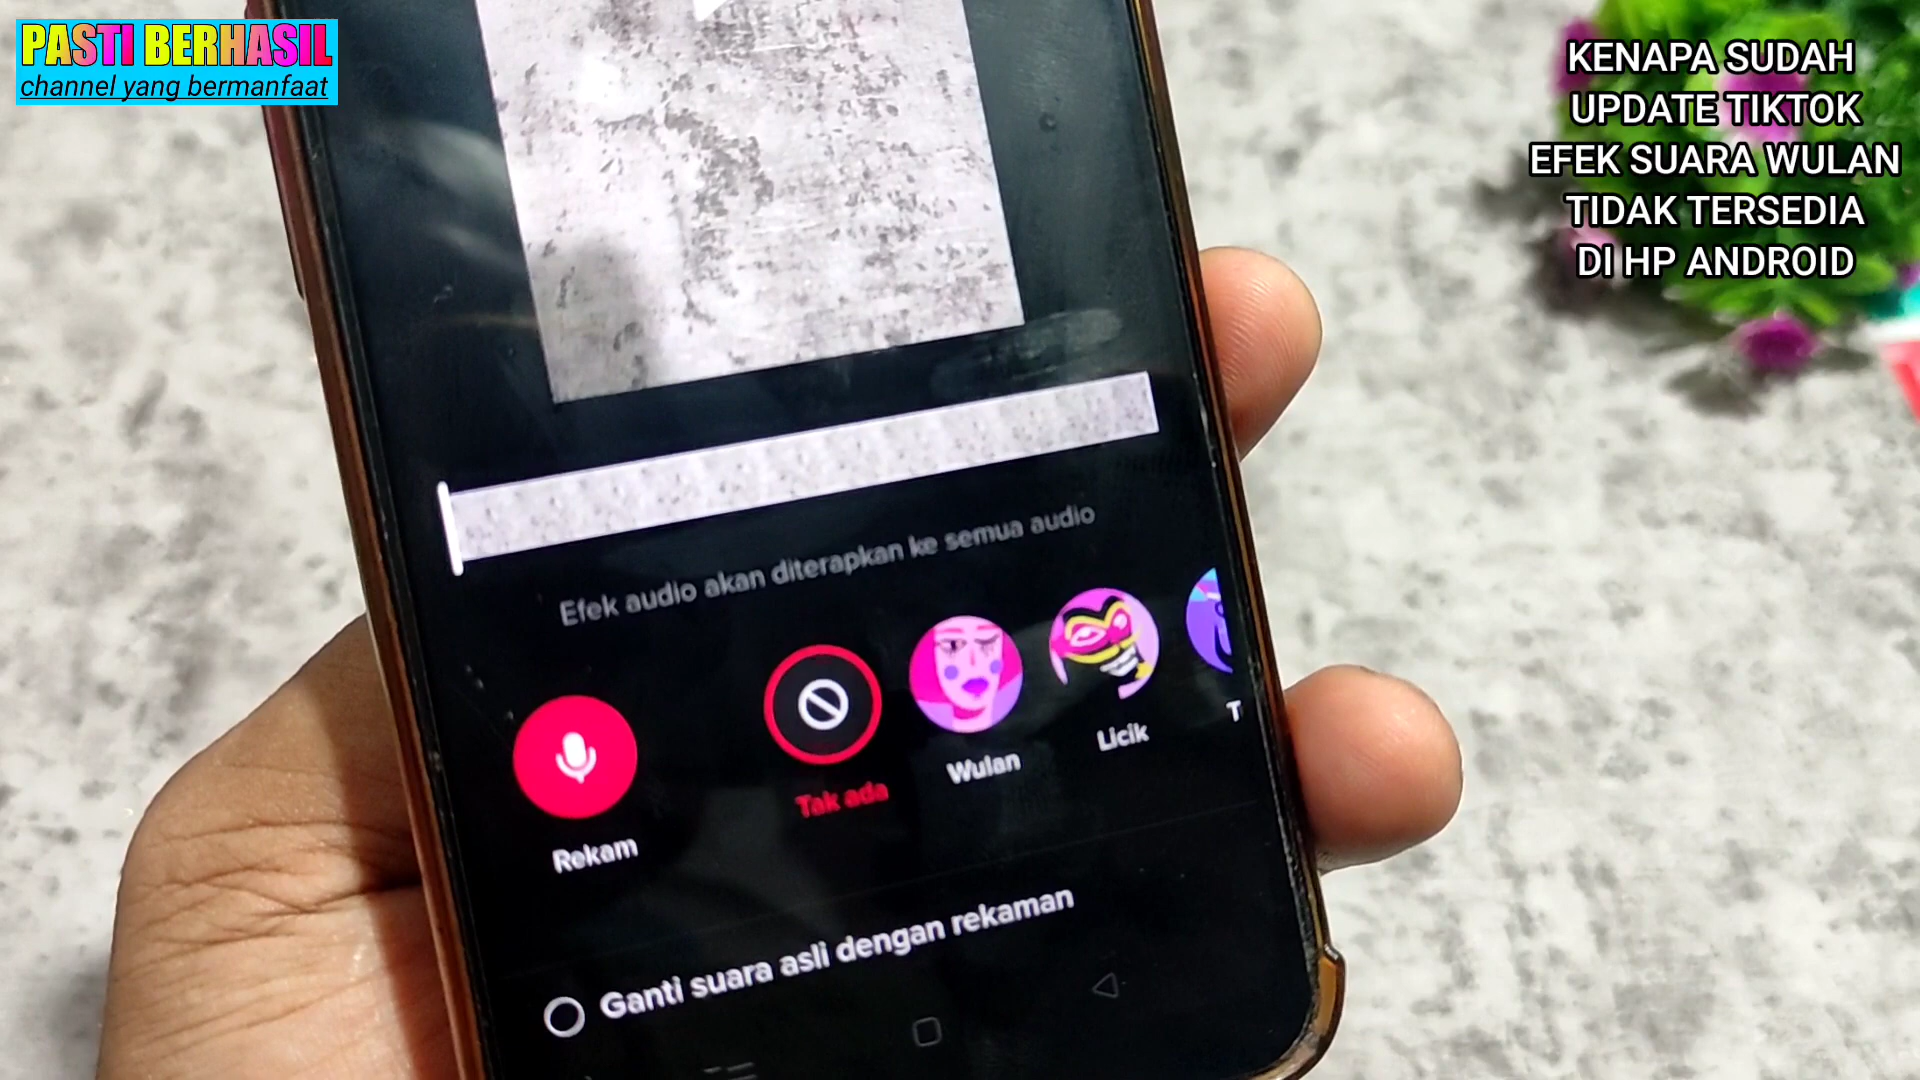 PASTI BERHASIL
channel yang bermanfaat
KENAPA SUDAH
UPDATE TIKTOK
EFEK SUARA WULAN
TIDAK TERSEDIA
DI HP ANDROID
Efek audio akan diterapkan ke semua audio
Rekam
Tak ada
Wulan
Licik
T
Ganti suara asli dengan rekaman